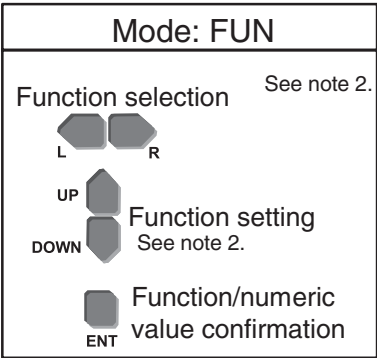 Mode: FUN
See note 2.
Function selection
L R
UP
Function setting
DOWN See note 2.
Function/numeric
ENT value confirmation